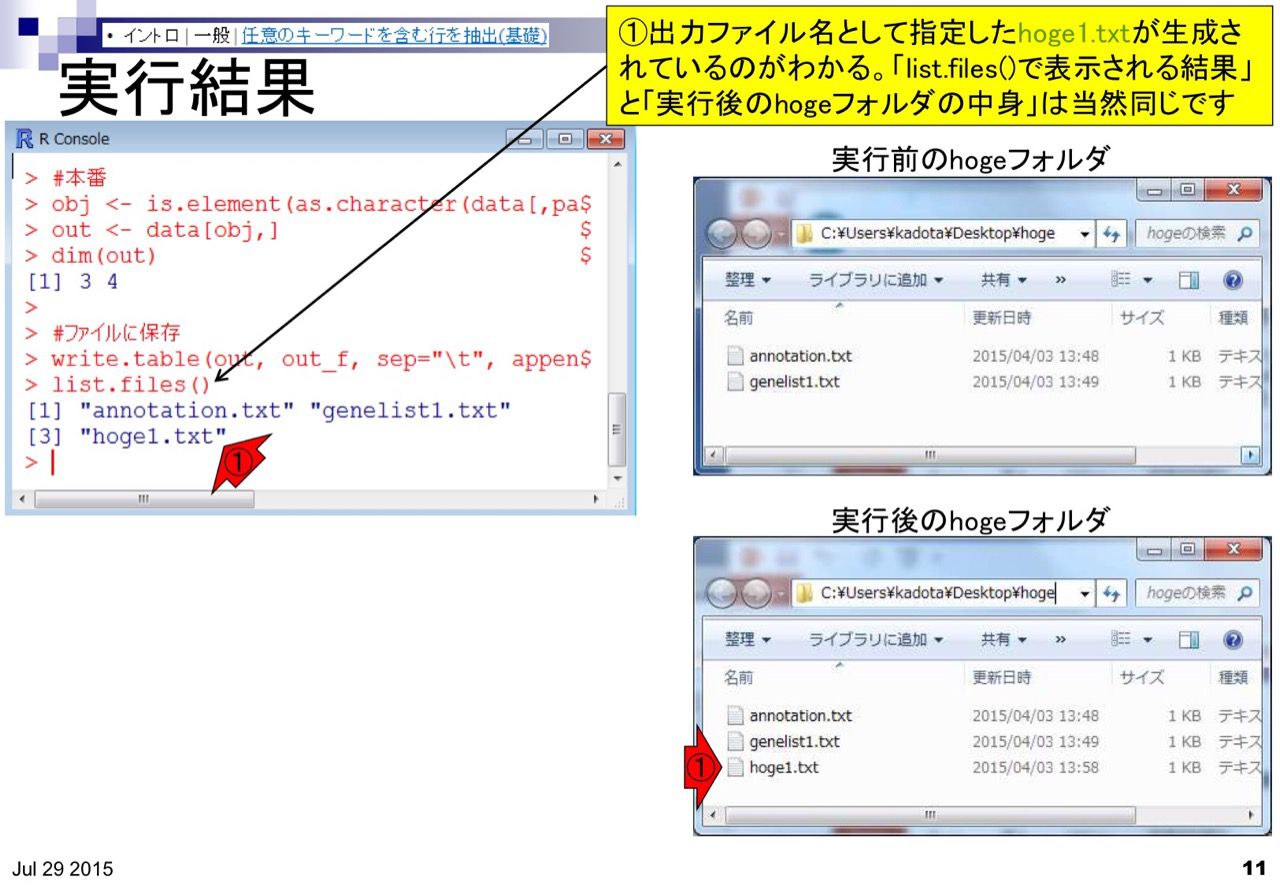 ・イントロ|一般|任意のキーワードを含む行を抽出(基礎)
実行結果
①出力ファイル名として指定したhoge1.txtが生成さ
れているのがわかる。「list.files()で表示される結果」
と「実行後のhogeフォルダの中身」は当然同じです
R Console
> #本番
> obj <- is.element(as.character(data[,pa$
> out <- data[obj,] $
> dim(out) $
[1] 3 4
>
> #ファイルに保存
> write.table(out, out_f, sep="\t", appen$
> list.files()
[1] "annotation.txt" "genelist1.txt"
[3] "hoge1.txt"
>
①
実行前のhogeフォルダ
C:¥Users¥kadota¥Desktop¥hoge hogeの検索
整理 ライブラリに追加 共有 »
名前 更新日時 サイズ 種類
annotation.txt 2015/04/03 13:48 1 KB テキス
genelist1.txt 2015/04/03 13:49 1 KB テキス
実行後のhogeフォルダ
C:¥Users¥kadota¥Desktop¥hoge hogeの検索
整理 ライブラリに追加 共有 »
名前 更新日時 サイズ 種類
annotation.txt 2015/04/03 13:48 1 KB テキス
genelist1.txt 2015/04/03 13:49 1 KB テキス
① hoge1.txt 2015/04/03 13:58 1 KB テキス
Jul 29 2015
11